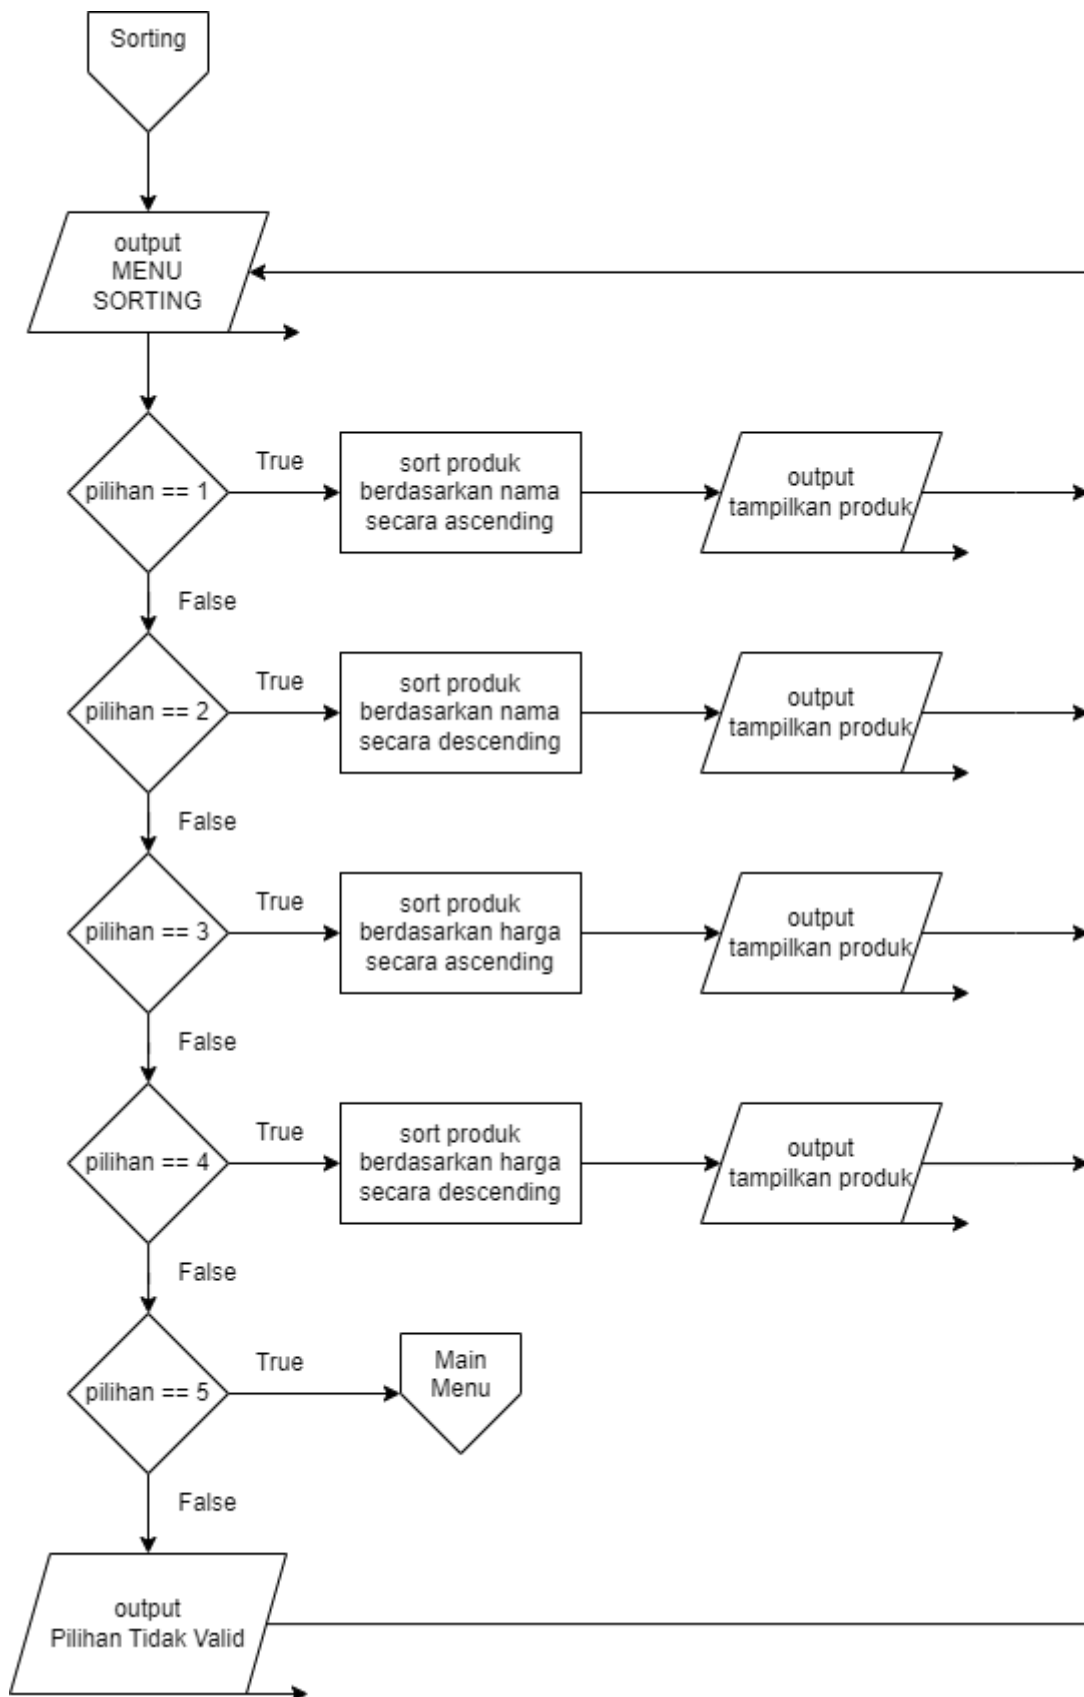 Sorting
output
MENU
SORTING
pilihan == 1
True
sort produk
berdasarkan nama
secara ascending
output
tampilkan produk
False
pilihan == 2
True
sort produk
berdasarkan nama
secara descending
output
tampilkan produk
False
pilihan == 3
True
sort produk
berdasarkan harga
secara ascending
output
tampilkan produk
False
pilihan == 4
True
sort produk
berdasarkan harga
secara descending
output
tampilkan produk
False
pilihan == 5
True
Main
Menu
False
output
Pilihan Tidak Valid